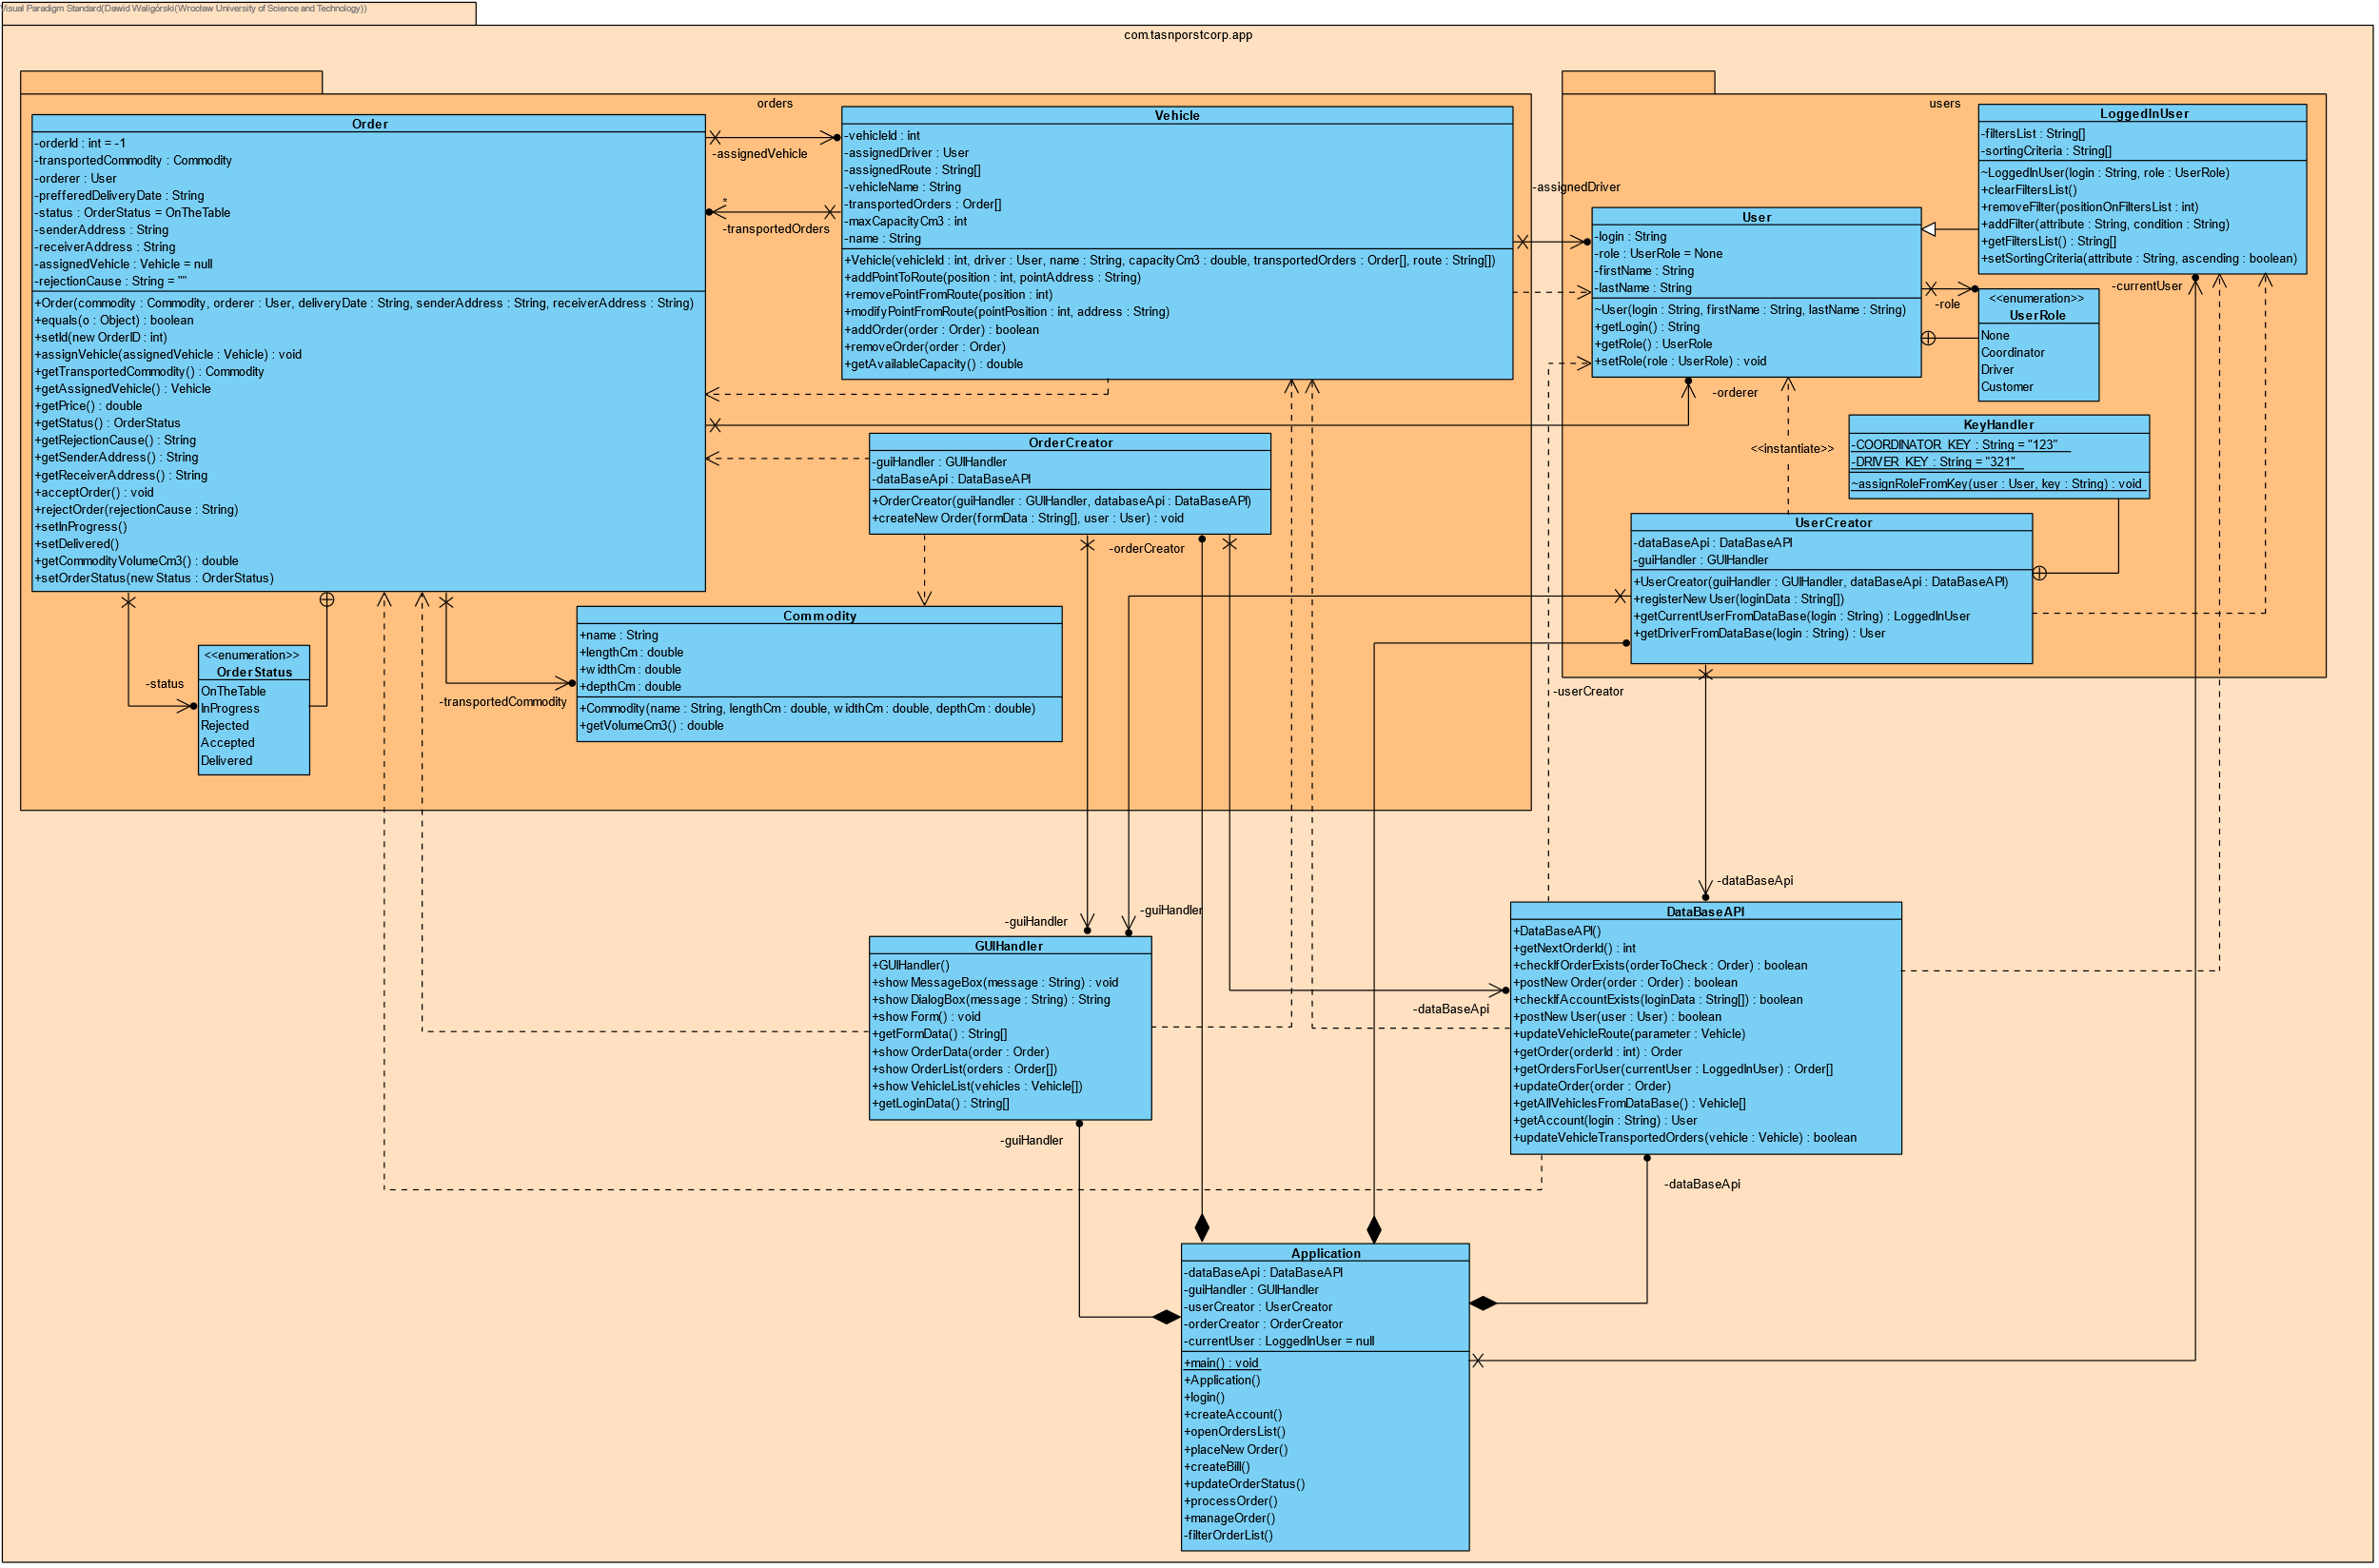 Visual Paradigm Standard(Dawid Waligórski(Wroclaw University of Science and Technology))
com.tasnporstcorp.app
orders
Order
-orderId : int = -1
-transportedCommodity : Commodity
-orderer : User
-prefferedDeliveryDate : String
-status : OrderStatus = OnTheTable
-senderAddress : String
-receiverAddress : String
-assignedVehicle : Vehicle = null
-rejectionCause : String = ""
+Order(commodity : Commodity, orderer : User, deliveryDate : String, senderAddress : String, receiverAddress : String)
+equals(o : Object) : boolean
+setId(new OrderID : int)
+assignVehicle(assignedVehicle : Vehicle) : void
+getTransportedCommodity() : Commodity
+getAssignedVehicle() : Vehicle
+getPrice() : double
+getStatus() : OrderStatus
+getRejectionCause() : String
+getSenderAddress() : String
+getReceiverAddress() : String
+acceptOrder() : void
+rejectOrder(rejectionCause : String)
+setInProgress()
+setDelivered()
+getCommodityVolumeCm3() : double
+setOrderStatus(new Status : OrderStatus)
-assignedVehicle
*
-transportedOrders
Vehicle
-vehicleId : int
-assignedDriver : User
-assignedRoute : String[]
-vehicleName : String
-transportedOrders : Order[]
-maxCapacityCm3 : int
-name : String
+Vehicle(vehicleId : int, driver : User, name : String, capacityCm3 : double, transportedOrders : Order[], route : String[])
+addPointToRoute(position : int, pointAddress : String)
+removePointFromRoute(position : int)
+modifyPointFromRoute(pointPosition : int, address : String)
+addOrder(order : Order) : boolean
+removeOrder(order : Order)
+getAvailableCapacity() : double
OrderCreator
-guiHandler : GUIHandler
-dataBaseApi : DataBaseAPI
+OrderCreator(guiHandler : GUIHandler, databaseApi : DataBaseAPI)
+createNew Order(formData : String[], user : User) : void
-orderCreator
-status
<<enumeration>>
OrderStatus
OnTheTable
InProgress
Rejected
Accepted
Delivered
-transportedCommodity
Commodity
+name : String
+lengthCm : double
+widthCm : double
+depthCm : double
+Commodity(name : String, lengthCm : double, widthCm : double, depthCm : double)
+getVolumeCm3() : double
users
-assignedDriver
User
-login : String
-role : UserRole = None
-firstName : String
-lastName : String
~User(login : String, firstName : String, lastName : String)
+getLogin() : String
+getRole() : UserRole
+setRole(role : UserRole) : void
-orderer
LoggedInUser
-filtersList : String[]
-sortingCriteria : String[]
~LoggedInUser(login : String, role : UserRole)
+clearFiltersList()
+removeFilter(positionOnFiltersList : int)
+addFilter(attribute : String, condition : String)
+getFiltersList() : String[]
+setSortingCriteria(attribute : String, ascending : boolean)
-currentUser
-role
<<enumeration>>
UserRole
None
Coordinator
Driver
Customer
<<instantiate>>
KeyHandler
-COORDINATOR_KEY : String = "123"
-DRIVER_KEY : String = "321"
~assignRoleFromKey(user : User, key : String) : void
UserCreator
-dataBaseApi : DataBaseAPI
-guiHandler : GUIHandler
+UserCreator(guiHandler : GUIHandler, dataBaseApi : DataBaseAPI)
+registerNew User(loginData : String[])
+getCurrentUserFromDataBase(login : String) : LoggedInUser
+getDriverFromDataBase(login : String) : User
-userCreator
-dataBaseApi
-guiHandler
-guiHandler
GUIHandler
+GUIHandler()
+show MessageBox(message : String) : void
+show DialogBox(message : String) : String
+show Form() : void
+getFormData() : String[]
+show OrderData(order : Order)
+show OrderList(orders : Order[])
+show VehicleList(vehicles : Vehicle[])
+getLoginData() : String[]
-guiHandler
-dataBaseApi
DataBaseAPI
+DataBaseAPI()
+getNextOrderId() : int
+checkIfOrderExists(orderToCheck : Order) : boolean
+postNew Order(order : Order) : boolean
+checkIfAccountExists(loginData : String[]) : boolean
+postNew User(user : User) : boolean
+updateVehicleRoute(parameter : Vehicle)
+getOrder(orderId : int) : Order
+getOrdersForUser(currentUser : LoggedInUser) : Order[]
+updateOrder(order : Order)
+getAllVehiclesFromDataBase() : Vehicle[]
+getAccount(login : String) : User
+updateVehicleTransportedOrders(vehicle : Vehicle) : boolean
-dataBaseApi
Application
-dataBaseApi : DataBaseAPI
-guiHandler : GUIHandler
-userCreator : UserCreator
-orderCreator : OrderCreator
-currentUser : LoggedInUser = null
+main() : void
+Application()
+login()
+createAccount()
+openOrdersList()
+placeNew Order()
+createBill()
+updateOrderStatus()
+processOrder()
+manageOrder()
-filterOrderList()